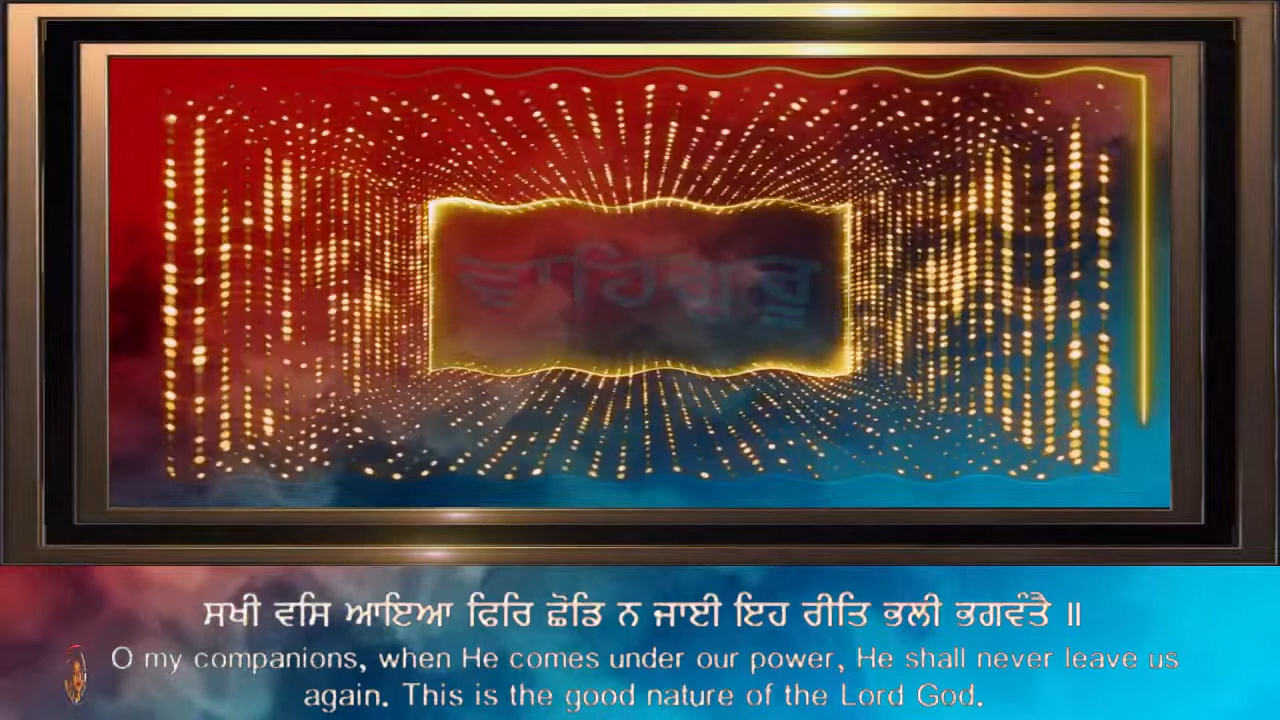 ਵਾਹਿਗੁਰੂ
ਸਖੀ ਵਸਿ ਆਇਆ ਫਿਰਿ ਛੋਡਿ ਨ ਜਾਈ ਇਹ ਰੀਤਿ ਭਲੀ ਭਗਵੰਤੈ ॥
O my companions, when He comes under our power, He shall never leave us
again. This is the good nature of the Lord God.